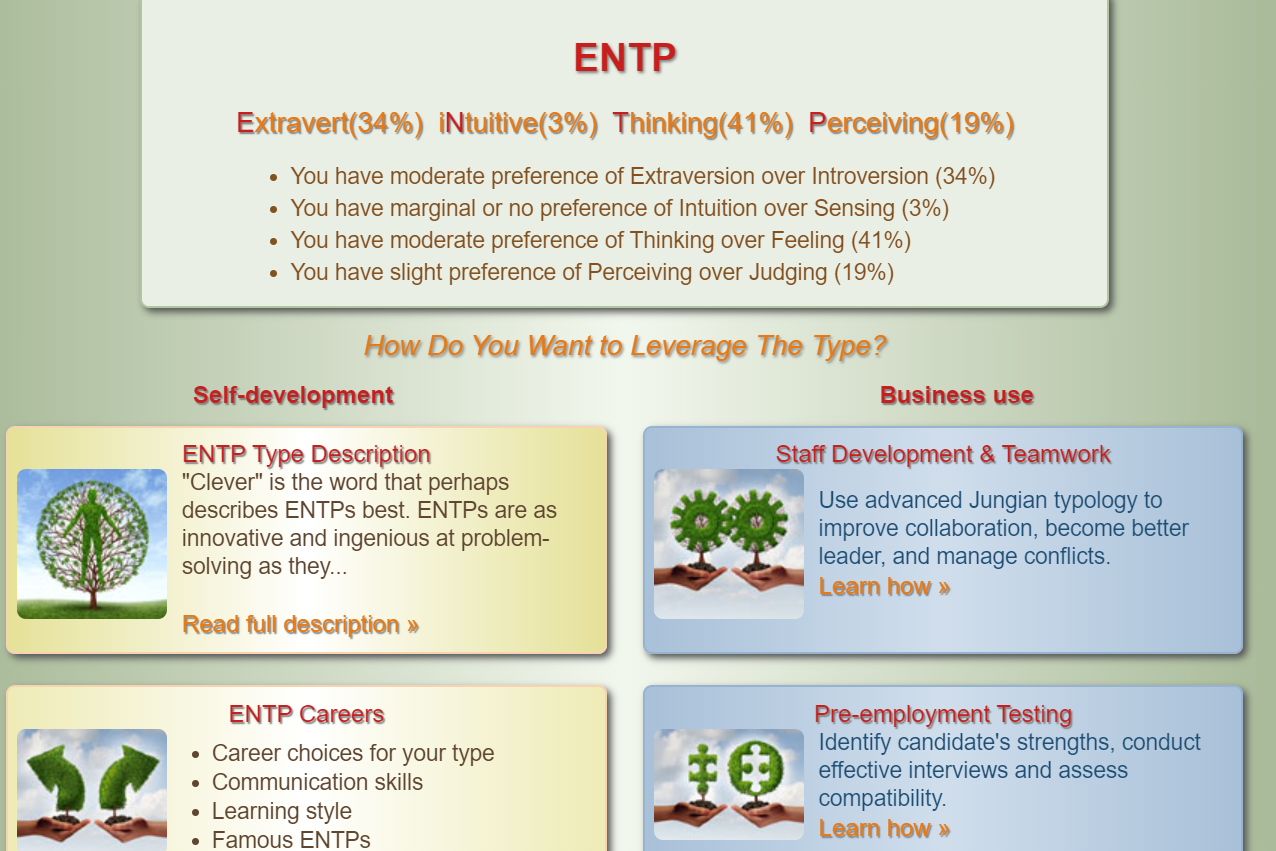 ENTP
Extravert(34%) iNtuitive(3%) Thinking(41%) Perceiving(19%)
• You have moderate preference of Extraversion over Introversion (34%)
• You have marginal or no preference of Intuition over Sensing (3%)
• You have moderate preference of Thinking over Feeling (41%)
• You have slight preference of Perceiving over Judging (19%)
How Do You Want to Leverage The Type?
Self-development
ENTP Type Description
"Clever" is the word that perhaps
describes ENTPs best. ENTPs are as
innovative and ingenious at problem-
solving as they...
Read full description »
ENTP Careers
• Career choices for your type
• Communication skills
• Learning style
• Famous ENTPs
Business use
Staff Development & Teamwork
Use advanced Jungian typology to
improve collaboration, become better
leader, and manage conflicts.
Learn how »
Pre-employment Testing
Identify candidate's strengths, conduct
effective interviews and assess
compatibility.
Learn how »